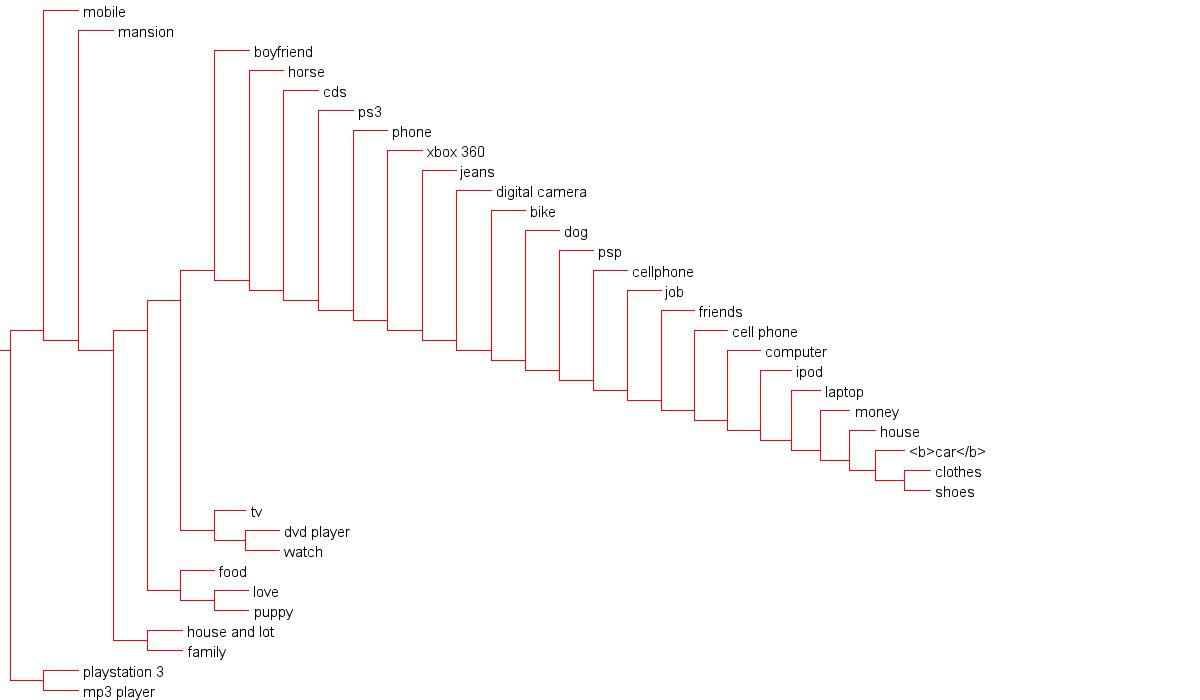 mobile
mansion
boyfriend
horse
cds
ps3
phone
xbox 360
jeans
digital camera
bike
dog
psp
cellphone
job
friends
cell phone
computer
ipod
laptop
money
house
<b>car</b>
clothes
shoes
tv
dvd player
watch
food
love
puppy
house and lot
family
playstation 3
mp3 player